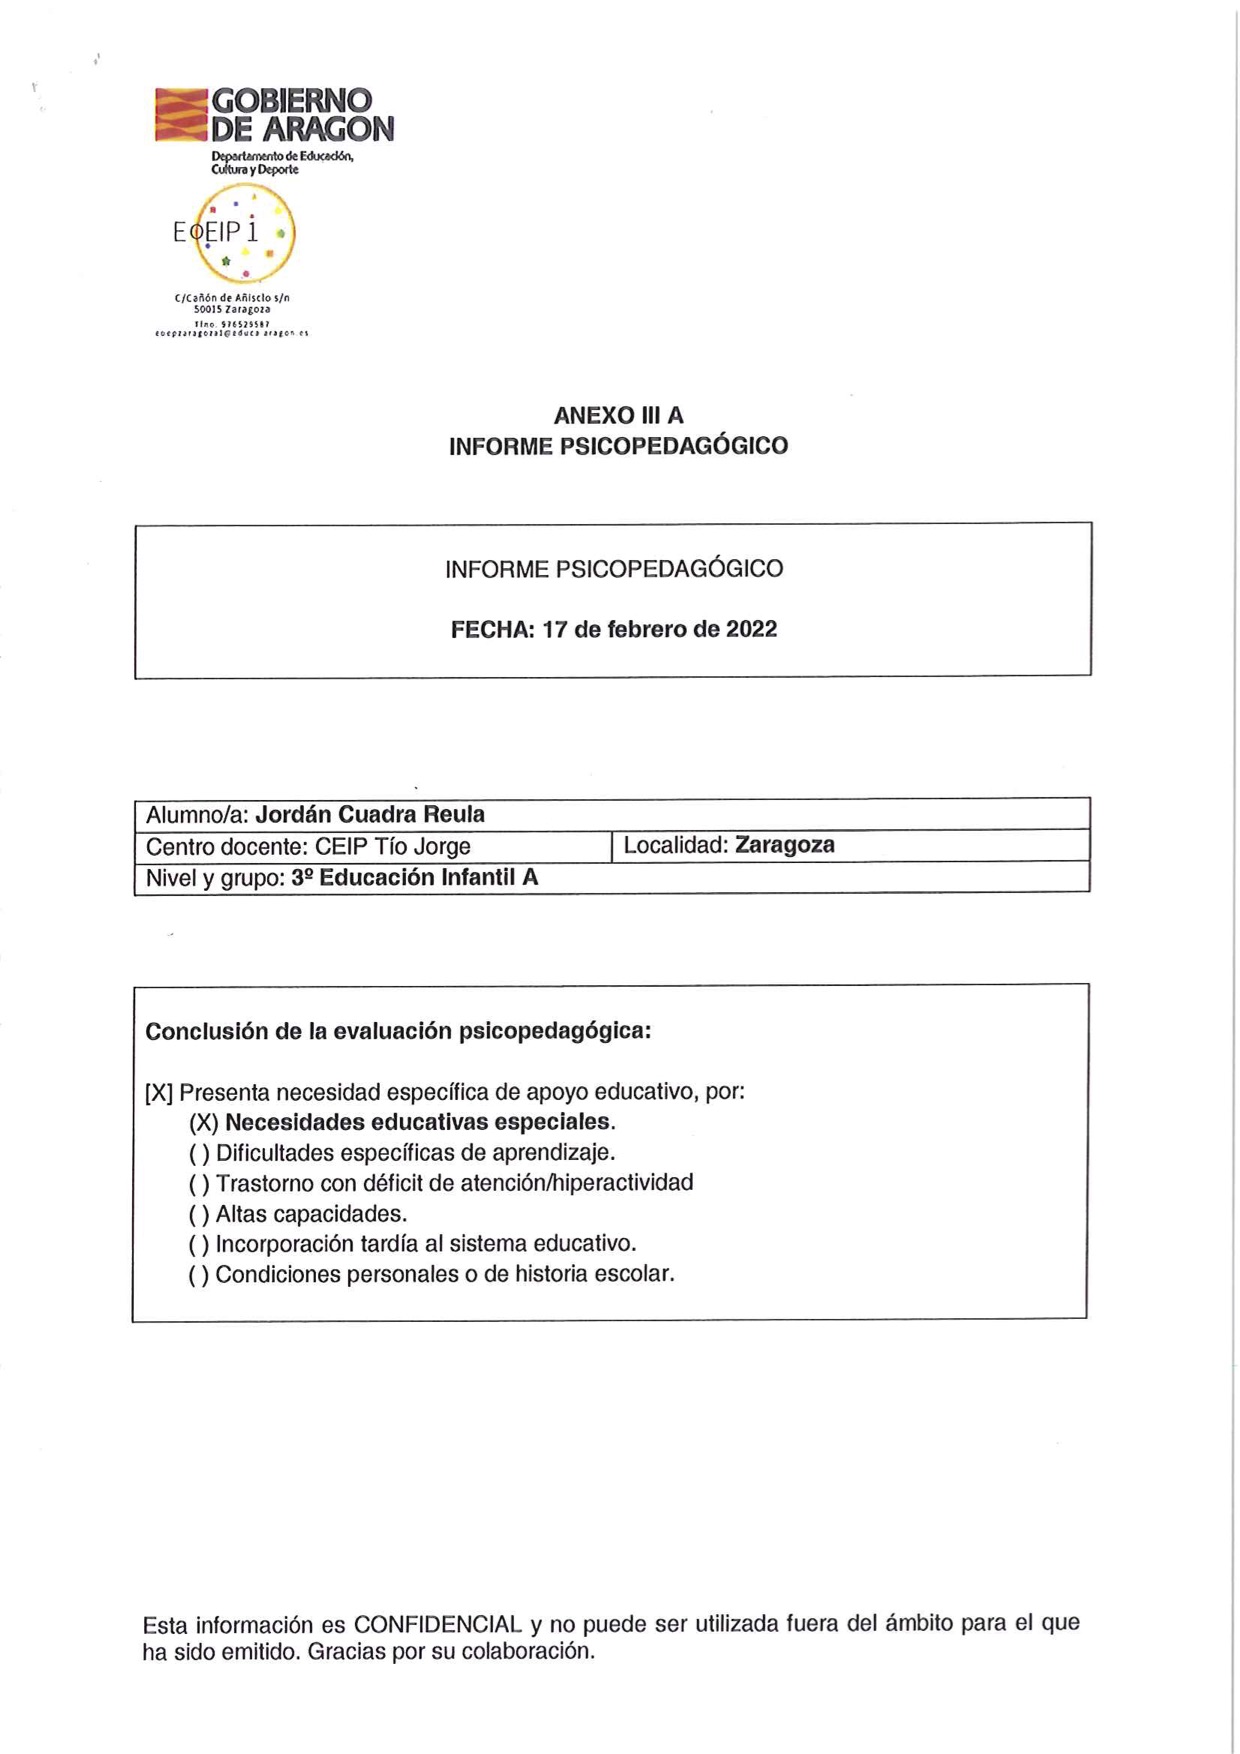 GOBIERNO
DE ARAGON
Departamento de Educación,
Cultura y Deporte
EOEIP i
C/Cañón de Añisclo s/n
50015 Zaragoza
Tfno. 976525587
eoepzaragoza1@educa.aragon.es
ANEXO III A
INFORME PSICOPEDAGÓGICO
INFORME PSICOPEDAGÓGICO
FECHA: 17 de febrero de 2022
Alumno/a: Jordán Cuadra Reula
Centro docente: CEIP Tío Jorge Localidad: Zaragoza
Nivel y grupo: 3º Educación Infantil A
Conclusión de la evaluación psicopedagógica:
[X] Presenta necesidad específica de apoyo educativo, por:
(X) Necesidades educativas especiales.
( ) Dificultades específicas de aprendizaje.
( ) Trastorno con déficit de atención/hiperactividad
( ) Altas capacidades.
( ) Incorporación tardía al sistema educativo.
( ) Condiciones personales o de historia escolar.
Esta información es CONFIDENCIAL y no puede ser utilizada fuera del ámbito para el que
ha sido emitido. Gracias por su colaboración.